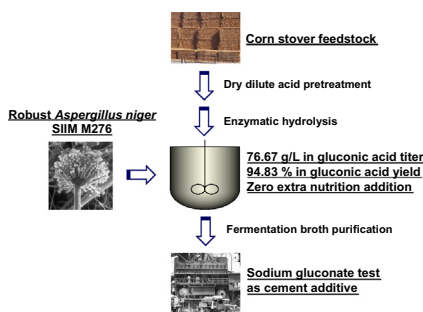 Corn stover feedstock
Dry dilute acid pretreatment
Enzymatic hydrolysis
Robust Aspergillus niger
SIIM M276
76.67 g/L in gluconic acid titer
94.83 % in gluconic acid yield
Zero extra nutrition addition
Fermentation broth purification
Sodium gluconate test
as cement additive